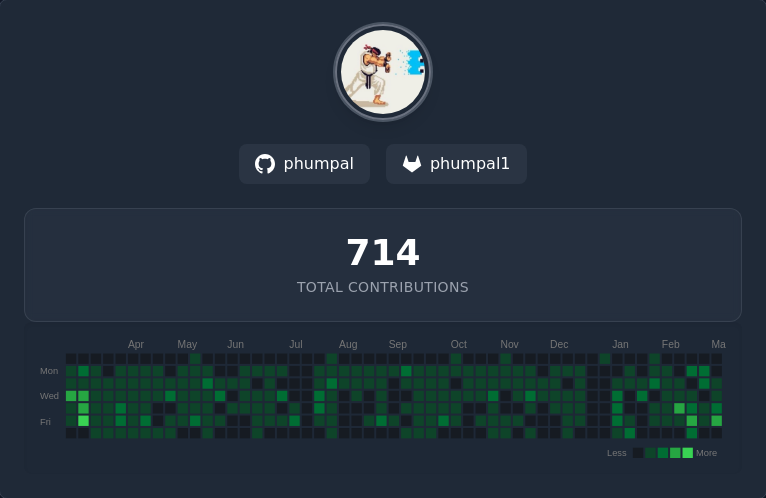 phumpal phumpal1
714
TOTAL CONTRIBUTIONS
Apr May Jun Jul Aug Sep Oct Nov Dec Jan Feb Ma
Mon
Wed
Fri
Less More